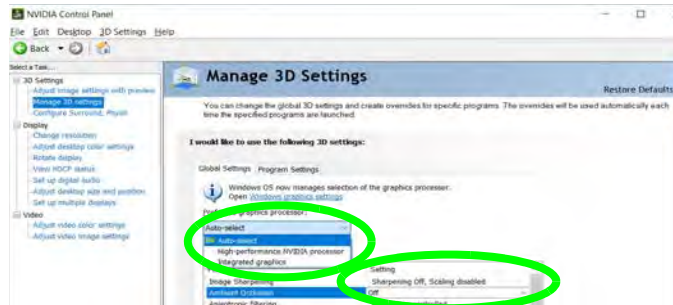 NVIDIA Control Panel
File Edit Desktop 3D Settings Help
Back
Select a Task...
3D Settings
Adjust image settings with preview
Manage 3D settings
Configure Surround, PhysX
Display
Change resolution
Adjust desktop color settings
Rotate display
View HDCP status
Set up digital audio
Adjust desktop size and position
Set up multiple displays
Video
Adjust video color settings
Adjust video image settings
Manage 3D Settings
Restore Defaults
You can change the global 3D settings and create overrides for specific programs. The overrides will be used automatically each
time the specified programs are launched.
I would like to use the following 3D settings:
Global Settings Program Settings
Windows OS now manages selection of the graphics processor.
Open Windows graphics settings
graphics processor:
Auto-select
Auto-select
High-performance NVIDIA processor
Integrated graphics
Setting
Image Sharpening Sharpening Off, Scaling disabled
Ambient Occlusion Off
Anisotropic filtering